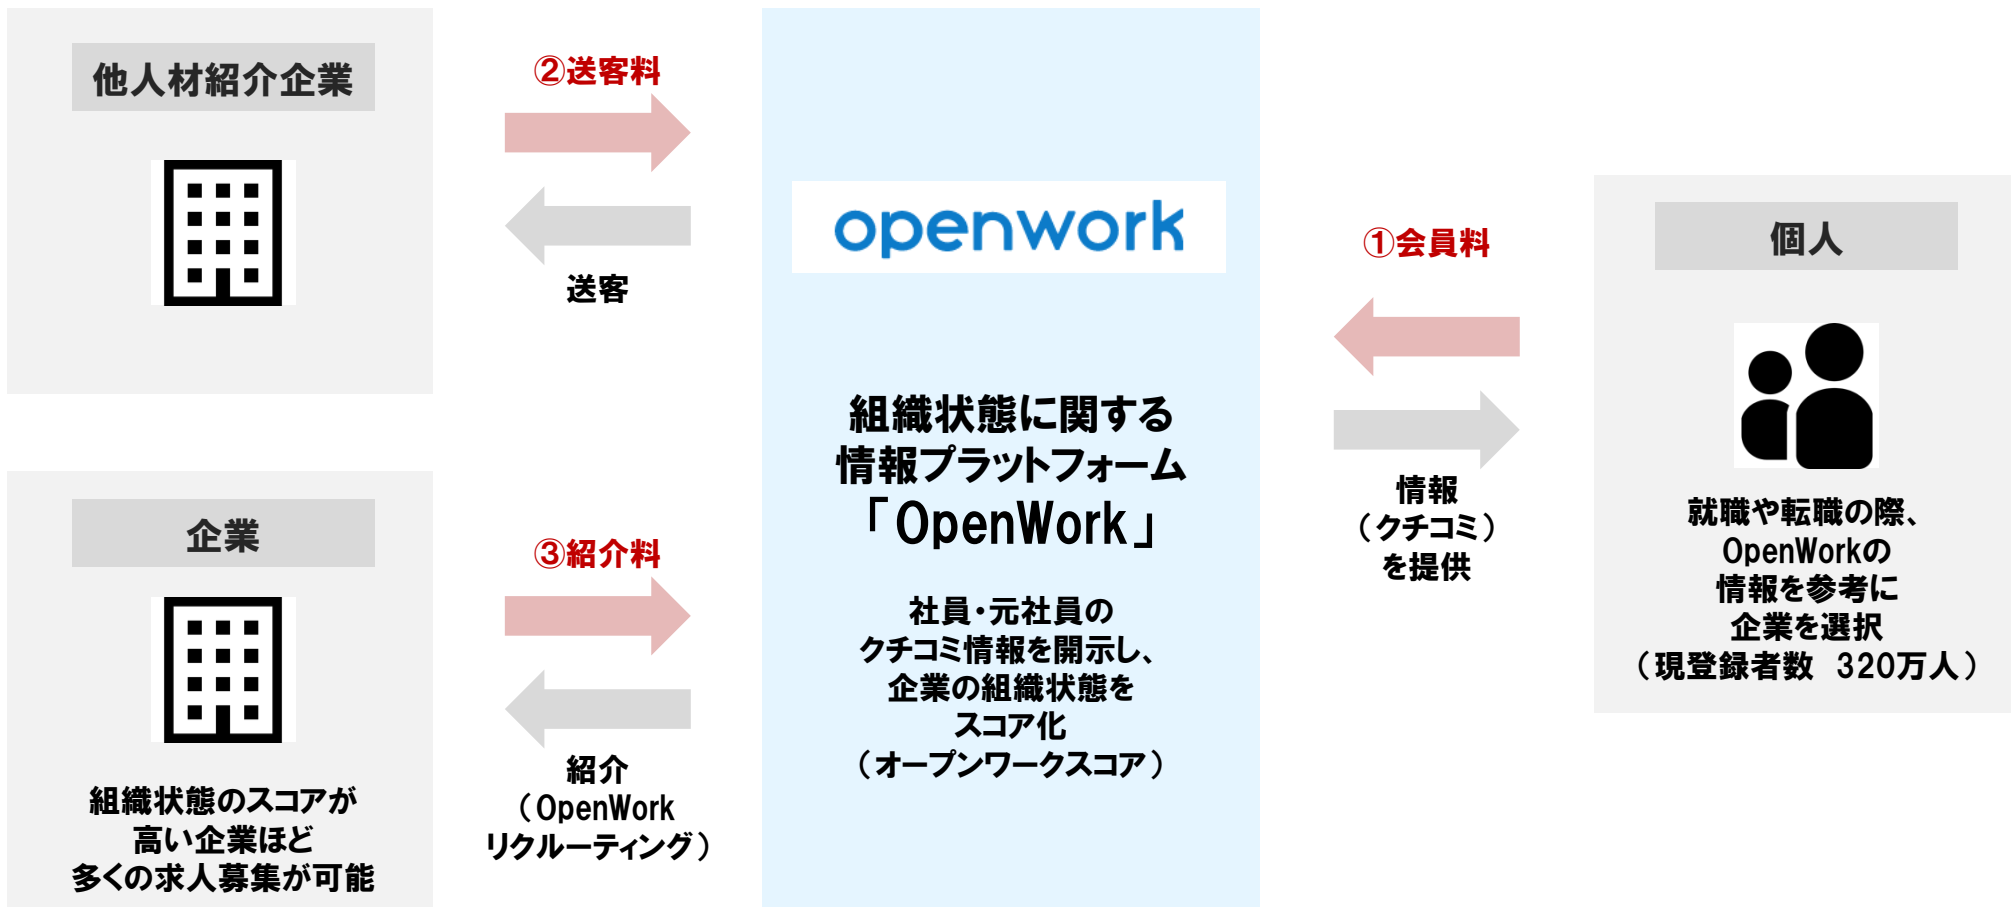 他人材紹介企業
②送客料
送客
企業
組織状態のスコアが
高い企業ほど
多くの求人募集が可能
③紹介料
紹介
（OpenWork
リクルーティング）
openwork
組織状態に関する
情報プラットフォーム
「OpenWork」
社員・元社員の
クチコミ情報を開示し、
企業の組織状態を
スコア化
（オープンワークスコア）
①会員料
情報
（クチコミ）
を提供
個人
就職や転職の際、
OpenWorkの
情報を参考に
企業を選択
（現登録者数　320万人）